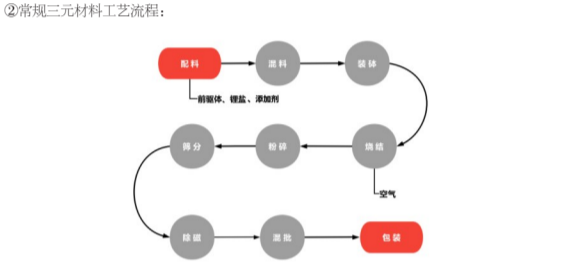 ②常规三元材料工艺流程：
配料
混料
装钵
前驱体、锂盐、添加剂
烧结
粉碎
筛分
空气
除磁
混批
包装